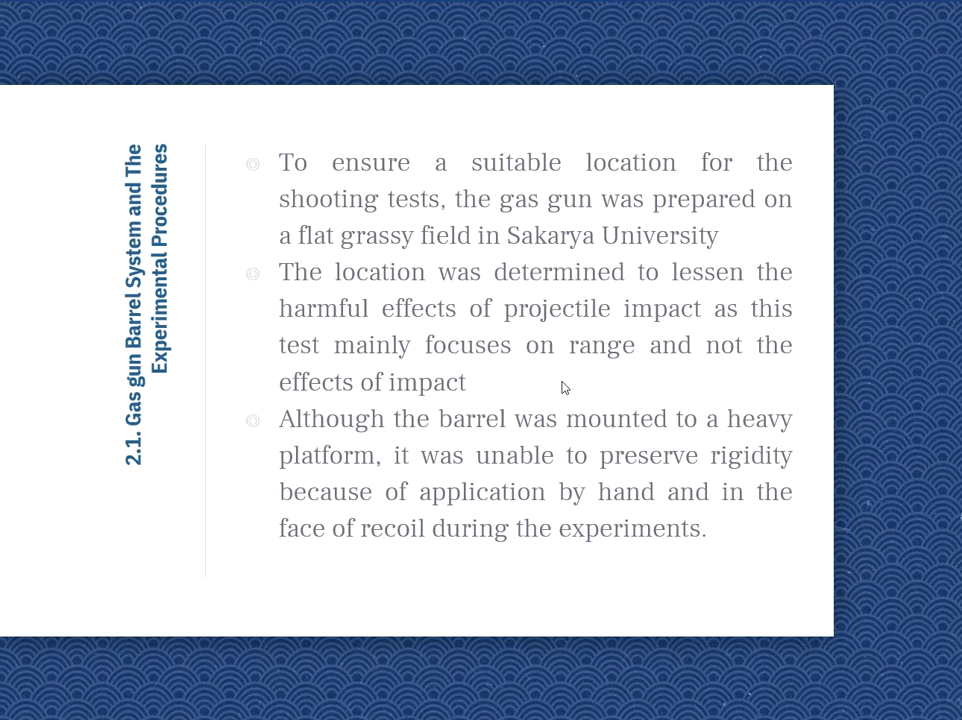 2.1. Gas gun Barrel System and The
Experimental Procedures
To ensure a suitable location for the
shooting tests, the gas gun was prepared on
a flat grassy field in Sakarya University
The location was determined to lessen the
harmful effects of projectile impact as this
test mainly focuses on range and not the
effects of impact
Although the barrel was mounted to a heavy
platform, it was unable to preserve rigidity
because of application by hand and in the
face of recoil during the experiments.